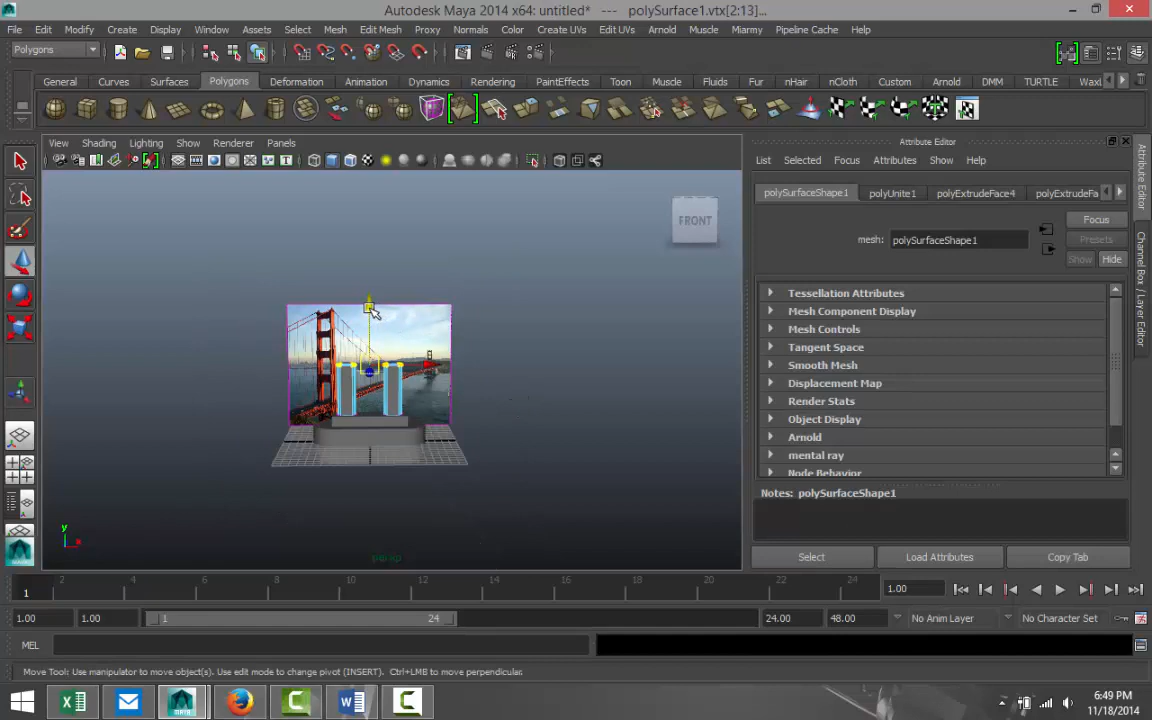 Autodesk Maya 2014 x64: untitled* --- polySurface1.vtx[2:13]...
File Edit Modify Create Display Window Assets Select Mesh Edit Mesh Proxy Normals Color Create UVs Edit UVs Arnold Muscle Miarmy Pipeline Cache Help
Polygons
General Curves Surfaces Polygons Deformation Animation Dynamics Rendering PaintEffects Toon Muscle Fluids Fur nHair nCloth Custom Arnold DMM TURTLE
View Shading Lighting Show Renderer Panels
Attribute Editor
List Selected Focus Attributes Show Help
polySurfaceShape1 polyUnite1 polyExtrudeFace4 polyExtrudeFa
FRONT
Focus
Presets
mesh: polySurfaceShape1
Show Hide
Tessellation Attributes
Mesh Component Display
Mesh Controls
Tangent Space
Smooth Mesh
Displacement Map
Render Stats
Object Display
Arnold
mental ray
Node Behavior
Notes: polySurfaceShape1
Select Load Attributes Copy Tab
Attribute Editor
Channel Box / Layer Editor
y
x
persp
2 4 6 8 10 12 14 16 18 20 22 24
1
1.00
1.00 1.00 1 24 24.00 48.00 No Anim Layer No Character Set
MEL
Move Tool: Use manipulator to move object(s). Use edit mode to change pivot (INSERT). Ctrl+LMB to move perpendicular.
6:49 PM
11/18/2014